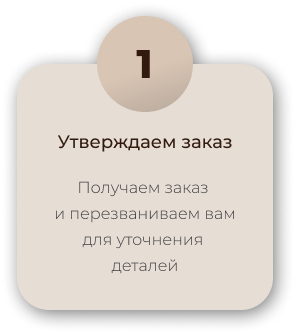 1
Утверждаем заказ
Получаем заказ
и перезваниваем вам
для уточнения
деталей